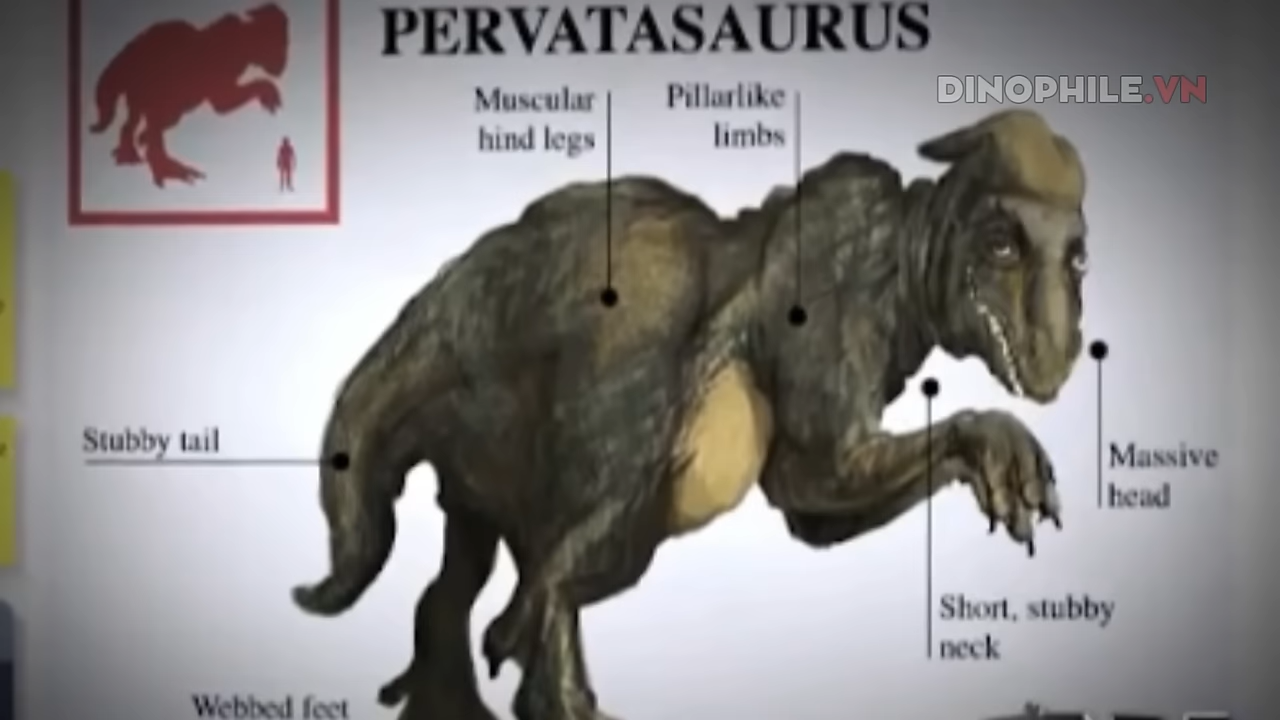 PERVATASAURUS
DINOPHILE.VN
Muscular
hind legs
Pillarlike
limbs
Stubby tail
Massive
head
Short, stubby
neck
Webbed feet